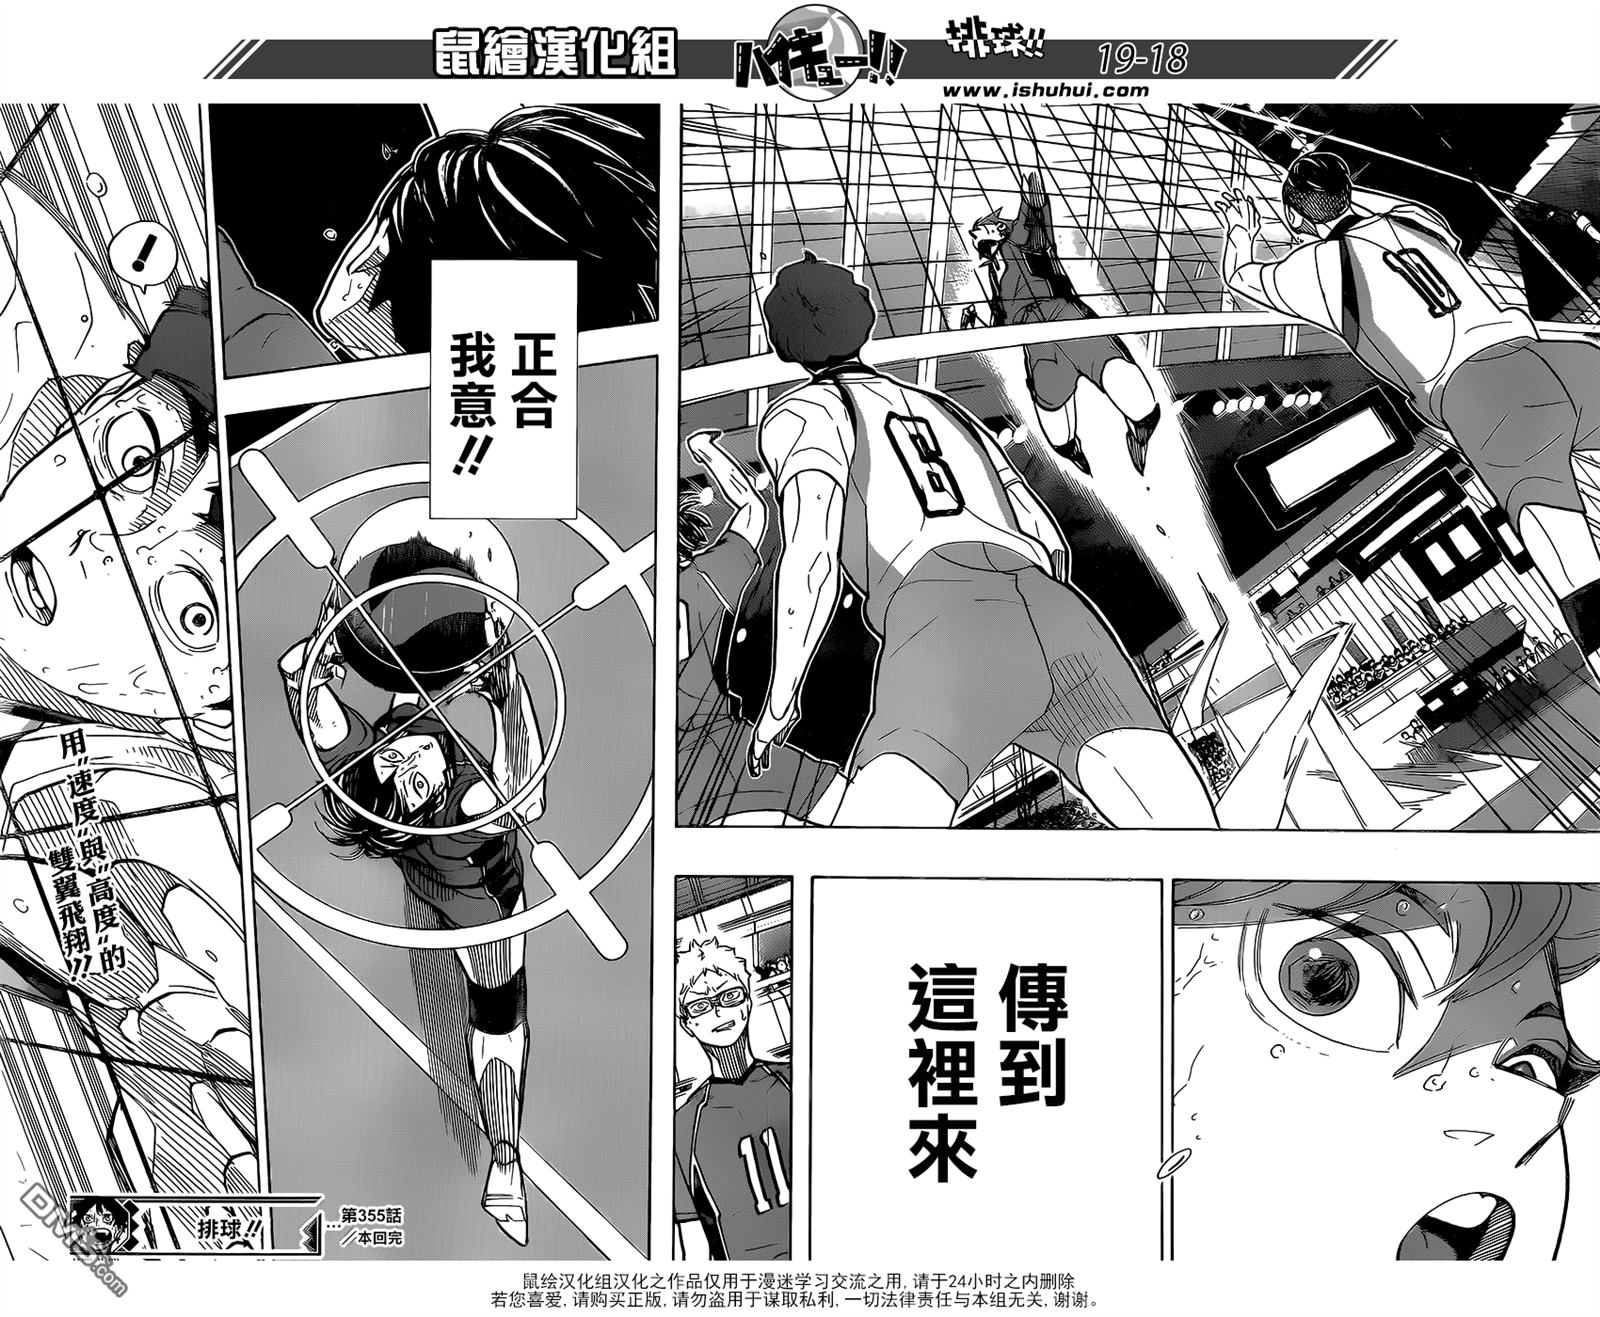 鼠繪漢化組
ハイキュー!!
排球!!
19-18
www.ishuhui.com
10
6
傳到
這裡來
11
正合
我意!!
!
用"速度"與"高度"的
雙翼飛翔!!
排球!!
…第355話
／本回完
鼠绘汉化组汉化之作品仅用于漫迷学习交流之用,请于24小时之内删除
若您喜爱,请购买正版,请勿盗用于谋取私利,一切法律责任与本组无关,谢谢。